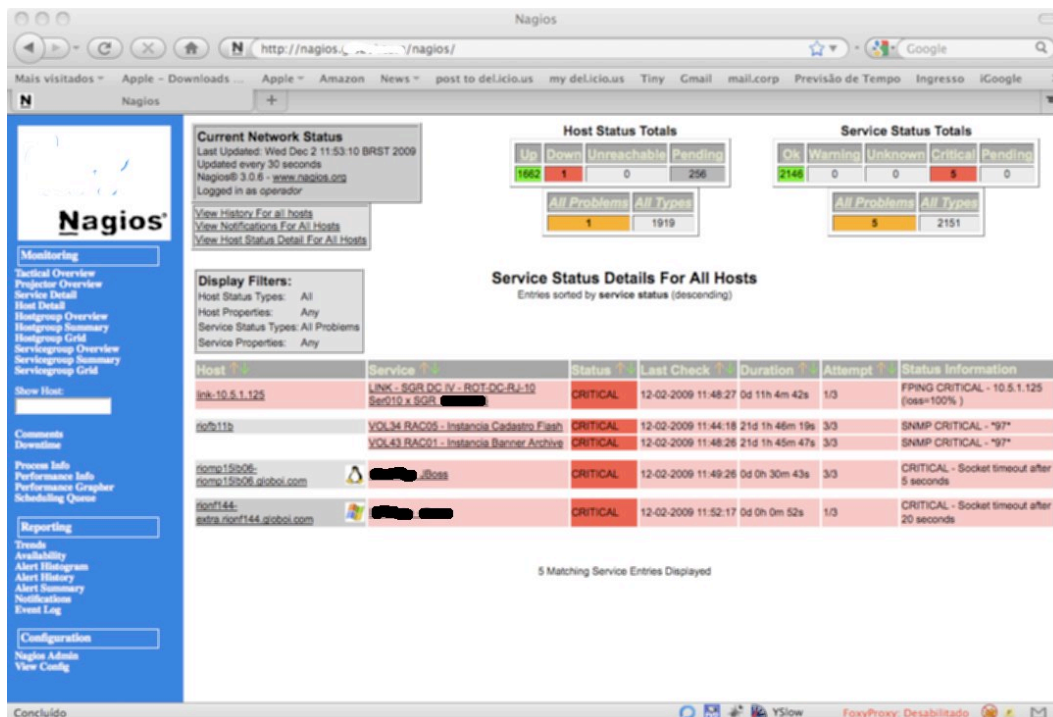 Nagios
http://nagios.
/nagios/
Google
Mais visitados Apple - Downloads ... Apple Amazon News post to del.icio.us my del.icio.us Tiny Gmail mail.corp Previsão de Tempo Ingresso iGoogle
N Nagios +
Nagios®
Monitoring
Tactical Overview
Projector Overview
Service Detail
Host Detail
Hostgroup Overview
Hostgroup Summary
Hostgroup Grid
Servicegroup Overview
Servicegroup Summary
Servicegroup Grid
Show Host:
Comments
Downtime
Process Info
Performance Info
Performance Grapher
Scheduling Queue
Reporting
Trends
Availability
Alert Histogram
Alert History
Alert Summary
Notifications
Event Log
Configuration
Nagios Admin
View Config
Current Network Status
Last Updated: Wed Dec 2 11:53:10 BRST 2009
Updated every 30 seconds
Nagios® 3.0.6 - www.nagios.org
Logged in as operador
View History For all hosts
View Notifications For All Hosts
View Host Status Detail For All Hosts
Host Status Totals
Up Down Unreachable Pending
1662 1 0 256
All Problems All Types
1 1919
Service Status Totals
Ok Warning Unknown Critical Pending
2146 0 0 5 0
All Problems All Types
5 2151
Display Filters:
Host Status Types: All
Host Properties: Any
Service Status Types: All Problems
Service Properties: Any
Service Status Details For All Hosts
Entries sorted by service status (descending)
Host Service Status Last Check Duration Attempt Status Information
link-10.5.1.125 LINK - SGR DC IV - ROT-DC-RJ-10 Ser010 x SGR CRITICAL 12-02-2009 11:48:27 0d 11h 4m 42s 1/3 FPING CRITICAL - 10.5.1.125 (loss=100% )
riofb11b VOL34 RAC05 - Instancia Cadastro Flash CRITICAL 12-02-2009 11:44:18 21d 1h 46m 19s 3/3 SNMP CRITICAL - *97*
VOL43 RAC01 - Instancia Banner Archive CRITICAL 12-02-2009 11:48:26 21d 1h 45m 47s 3/3 SNMP CRITICAL - *97*
riomp15lb06-riomp15lb06.globoi.com JBoss CRITICAL 12-02-2009 11:49:26 0d 0h 30m 43s 3/3 CRITICAL - Socket timeout after 5 seconds
rionf144-extra.rionf144.globoi.com CRITICAL 12-02-2009 11:52:17 0d 0h 0m 52s 1/3 CRITICAL - Socket timeout after 20 seconds
5 Matching Service Entries Displayed
Concluído
YSlow
FoxyProxy: Desabilitado